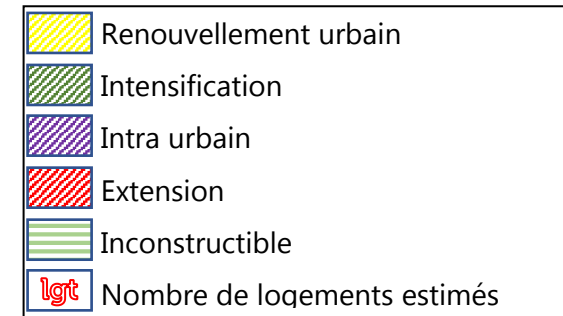 Renouvellement urbain
Intensification
Intra urbain
Extension
Inconstructible
lgt Nombre de logements estimés